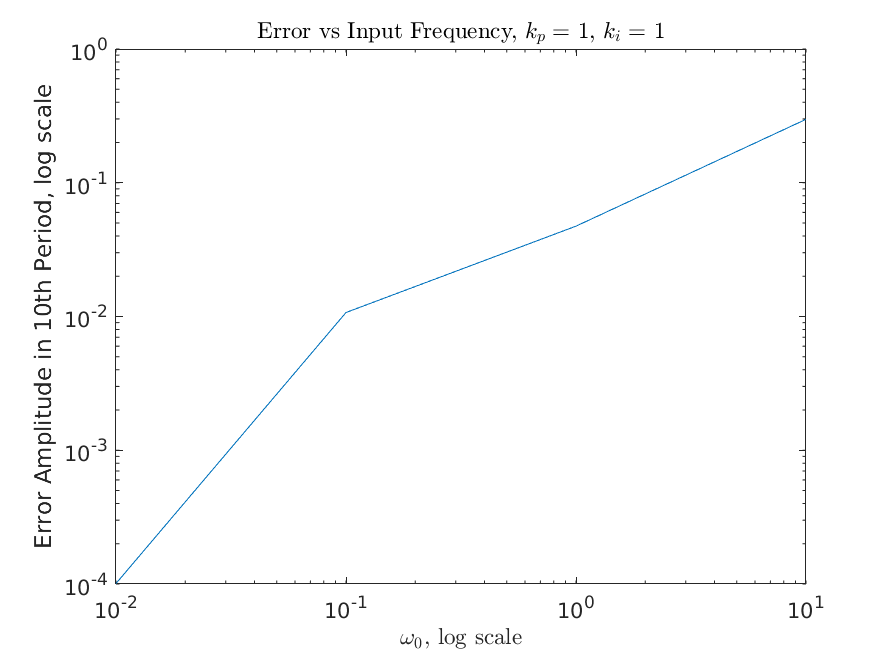 Error vs Input Frequency, $k_p = 1$, $k_i = 1$
Error Amplitude in 10th Period, log scale
10^0
10^-1
10^-2
10^-3
10^-4
10^-2 10^-1 10^0 10^1
$\omega_0$, log scale